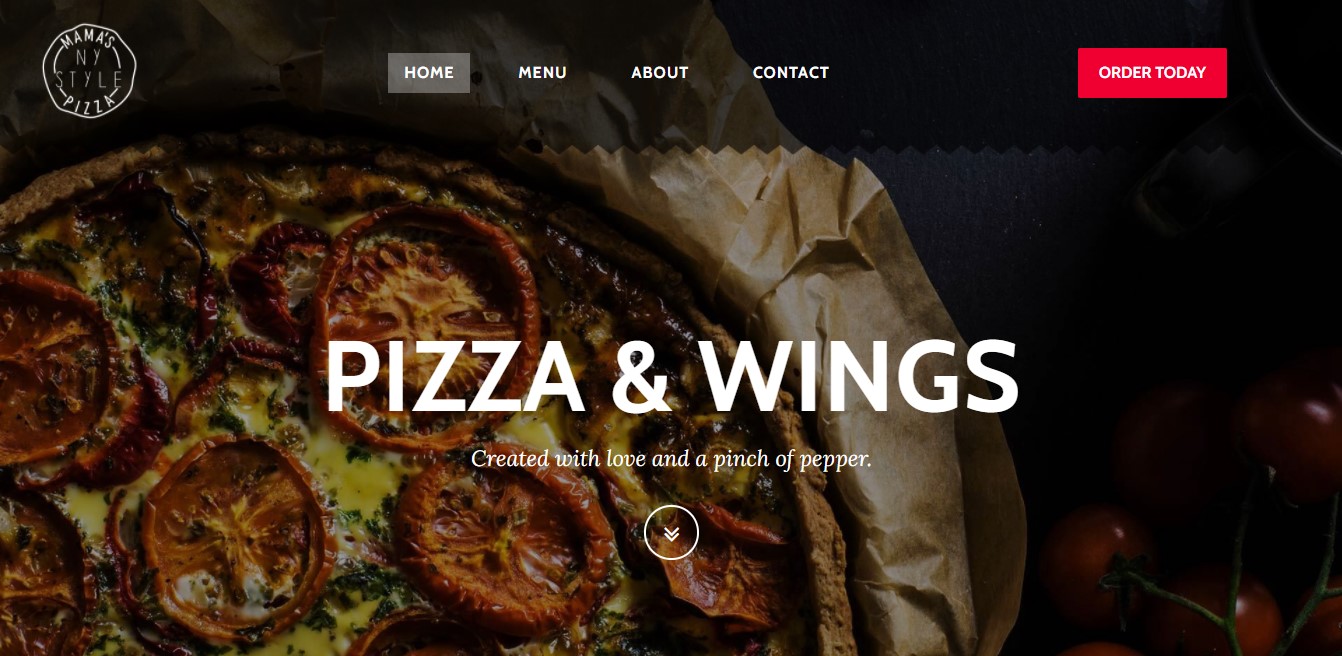 MAMA'S
NY
STYLE
PIZZA
HOME
MENU
ABOUT
CONTACT
ORDER TODAY
PIZZA & WINGS
Created with love and a pinch of pepper.